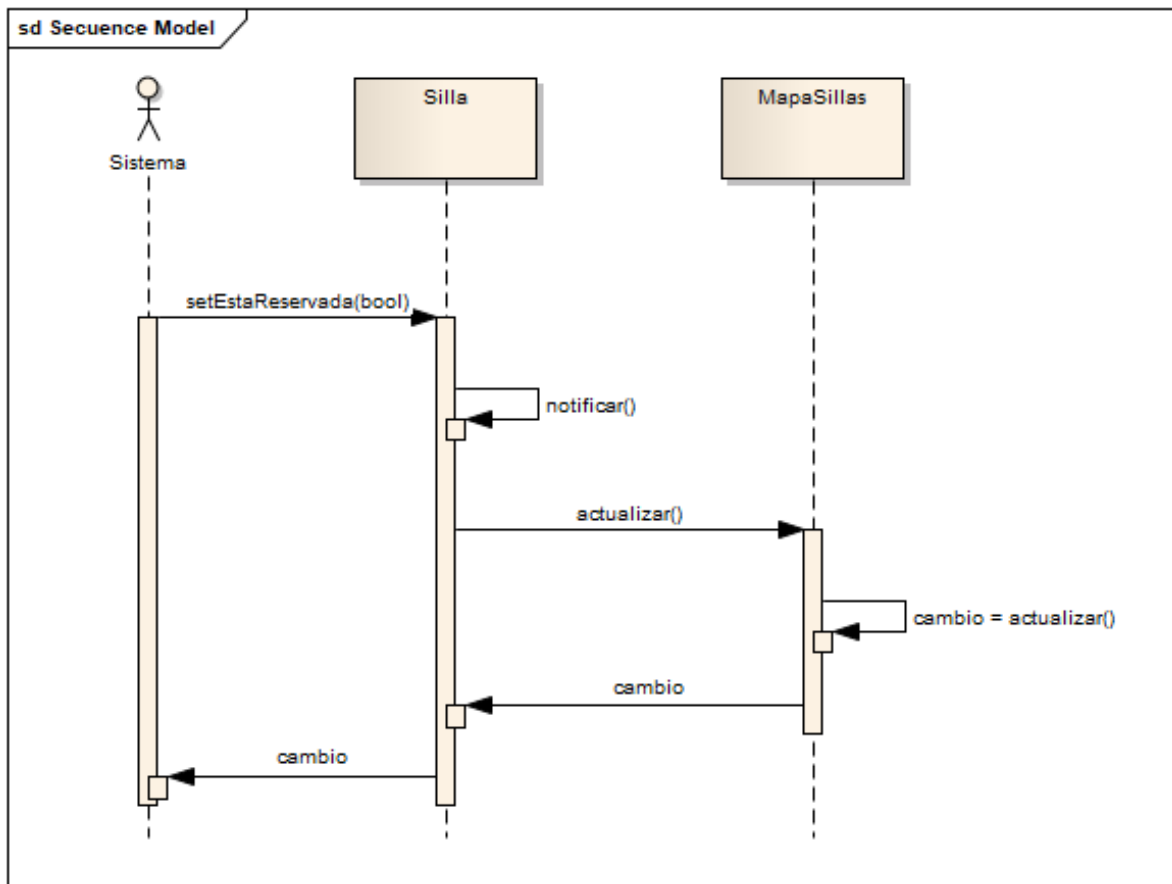 sd Secuence Model
Sistema
Silla
MapaSillas
setEstaReservada(bool)
notificar()
actualizar()
cambio = actualizar()
cambio
cambio